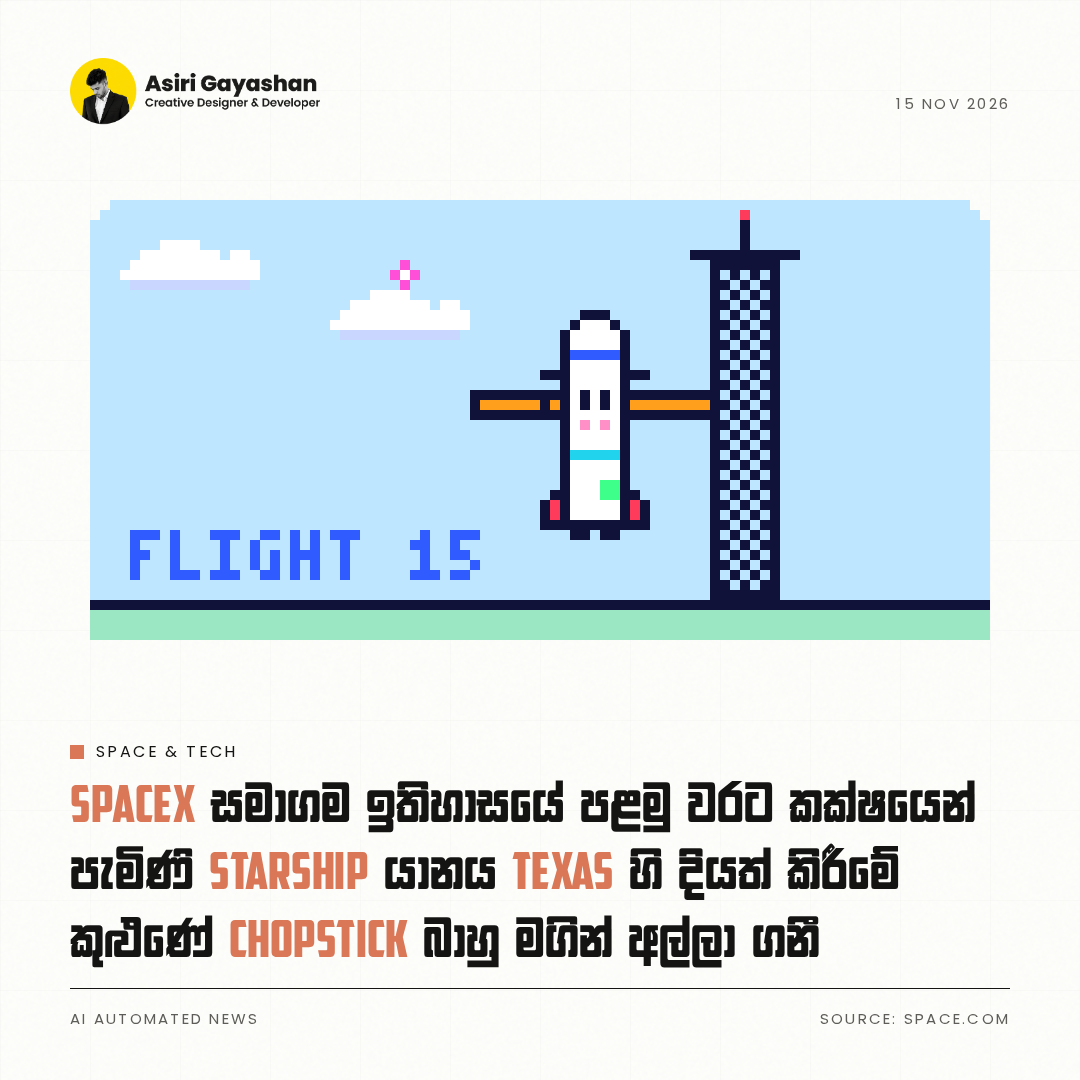 Asiri Gayashan
Creative Designer & Developer
15 NOV 2026
FLIGHT 15
SPACE & TECH
SPACEX සමාගම ඉතිහාසයේ පළමු වරට කක්ෂයෙන්
පැමිණි STARSHIP යානය TEXAS හි දියත් කිරීමේ
කුළුණේ CHOPSTICK බාහු මගින් අල්ලා ගනී
AI AUTOMATED NEWS
SOURCE: SPACE.COM